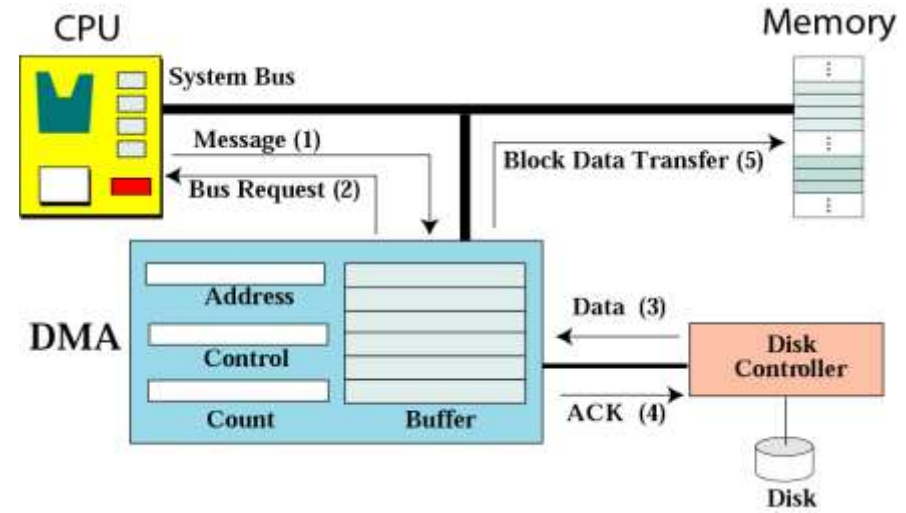 CPU
Memory
System Bus
Message (1)
Block Data Transfer (5)
Bus Request (2)
DMA
Address
Control
Count
Buffer
Data (3)
ACK (4)
Disk
Controller
Disk